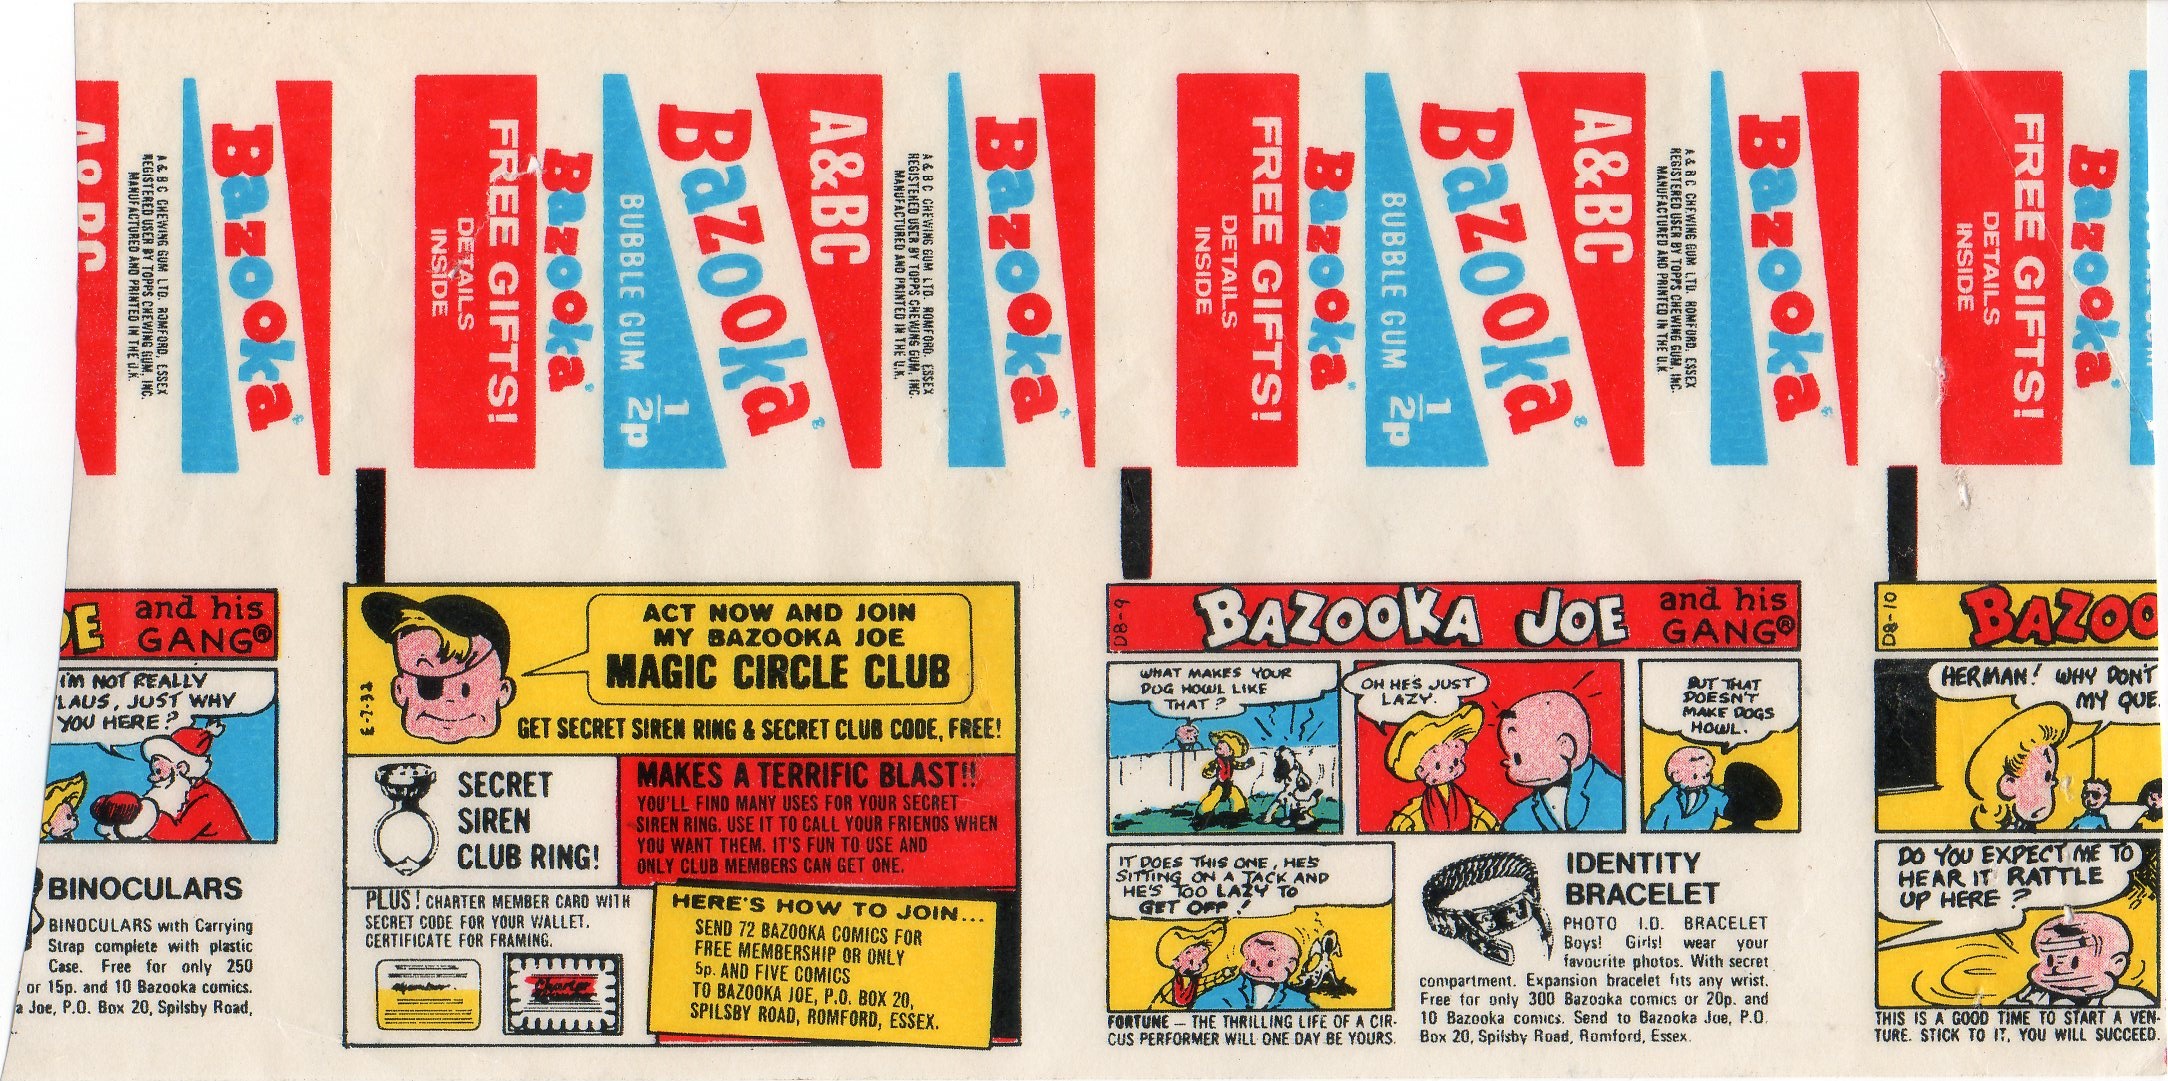 A&BC
A & B C CHEWING GUM LTD. ROMFORD, ESSEX
REGISTERED USER BY TOPPS CHEWING GUM, INC.
MANUFACTURED AND PRINTED IN THE U.K.
Bazooka
FREE GIFTS!
DETAILS
INSIDE
Bazooka
BUBBLE GUM 1/2p
Bazooka
A&BC
A & B C CHEWING GUM LTD. ROMFORD, ESSEX
REGISTERED USER BY TOPPS CHEWING GUM, INC.
MANUFACTURED AND PRINTED IN THE U.K.
Bazooka
FREE GIFTS!
DETAILS
INSIDE
Bazooka
BUBBLE GUM 1/2p
Bazooka
A&BC
A & B C CHEWING GUM LTD. ROMFORD, ESSEX
REGISTERED USER BY TOPPS CHEWING GUM, INC
MANUFACTURED AND PRINTED IN THE U.K
Bazooka
FREE GIFTS!
DETAILS
INSIDE
Bazooka
OE and his
GANG®
I'M NOT REALLY
LAUS, JUST WHY
YOU HERE?
BINOCULARS
BINOCULARS with Carrying
Strap complete with plastic
Case. Free for only 250
or 15p. and 10 Bazooka comics.
a Joe, P.O. Box 20, Spilsby Road,
E-7-32
ACT NOW AND JOIN
MY BAZOOKA JOE
MAGIC CIRCLE CLUB
GET SECRET SIREN RING & SECRET CLUB CODE, FREE!
SECRET
SIREN
CLUB RING!
MAKES A TERRIFIC BLAST!!
YOU'LL FIND MANY USES FOR YOUR SECRET
SIREN RING. USE IT TO CALL YOUR FRIENDS WHEN
YOU WANT THEM. IT'S FUN TO USE AND
ONLY CLUB MEMBERS CAN GET ONE.
PLUS! CHARTER MEMBER CARD WITH
SECRET CODE FOR YOUR WALLET.
CERTIFICATE FOR FRAMING.
HERE'S HOW TO JOIN...
SEND 72 BAZOOKA COMICS FOR
FREE MEMBERSHIP OR ONLY
5p. AND FIVE COMICS
TO BAZOOKA JOE, P.O. BOX 20,
SPILSBY ROAD, ROMFORD, ESSEX.
D8-9
BAZOOKA JOE and his
GANG®
WHAT MAKES YOUR
DOG HOWL LIKE
THAT?
OH HE'S JUST
LAZY.
BUT THAT
DOESN'T
MAKE DOGS
HOWL.
IT DOES THIS ONE, HE'S
SITTING ON A TACK AND
HE'S TOO LAZY TO
GET OFF!
FORTUNE — THE THRILLING LIFE OF A CIR-
CUS PERFORMER WILL ONE DAY BE YOURS.
IDENTITY
BRACELET
PHOTO I.D. BRACELET
Boys! Girls! wear your
favourite photos. With secret
compartment. Expansion bracelet fits any wrist.
Free for only 300 Bazooka comics or 20p. and
10 Bazooka comics. Send to Bazooka Joe, P.O.
Box 20, Spilsby Road, Romford, Essex.
D8-10
BAZOO
HERMAN! WHY DON'T
MY QUE
DO YOU EXPECT ME TO
HEAR IT RATTLE
UP HERE?
THIS IS A GOOD TIME TO START A VEN-
TURE. STICK TO IT, YOU WILL SUCCEED.